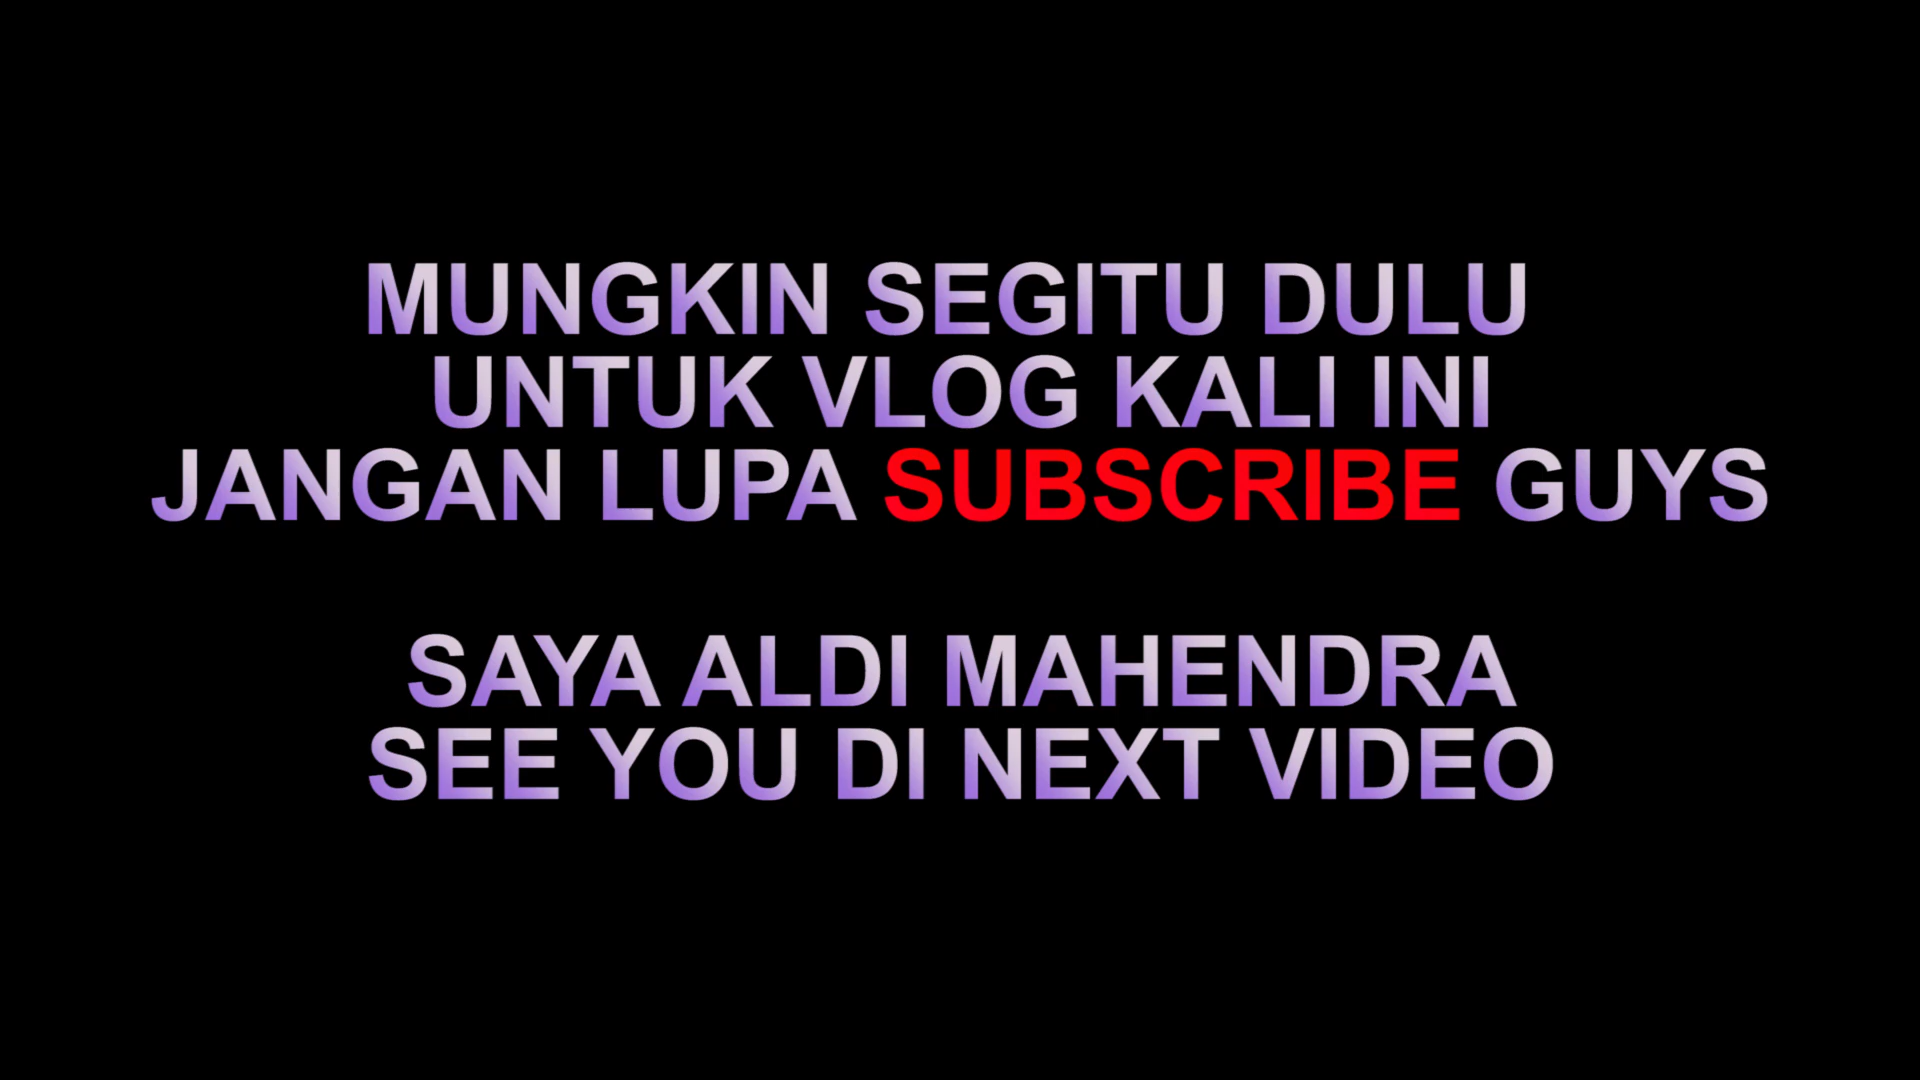 MUNGKIN SEGITU DULU
UNTUK VLOG KALI INI
JANGAN LUPA SUBSCRIBE GUYS
SAYA ALDI MAHENDRA
SEE YOU DI NEXT VIDEO